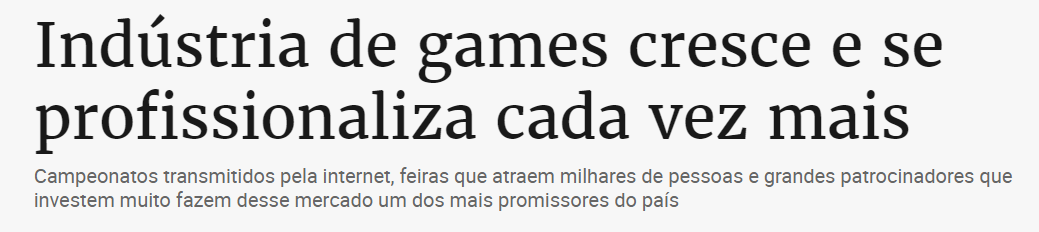 Indústria de games cresce e se
profissionaliza cada vez mais
Campeonatos transmitidos pela internet, feiras que atraem milhares de pessoas e grandes patrocinadores que
investem muito fazem desse mercado um dos mais promissores do país